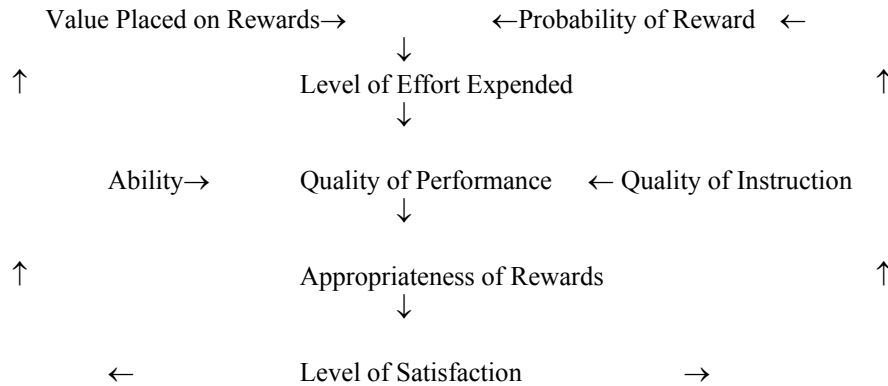 Value Placed on Rewards→ ←Probability of Reward ←
↓
↑ Level of Effort Expended ↑
↓
Ability→ Quality of Performance ← Quality of Instruction
↓
↑ Appropriateness of Rewards ↑
↓
← Level of Satisfaction →